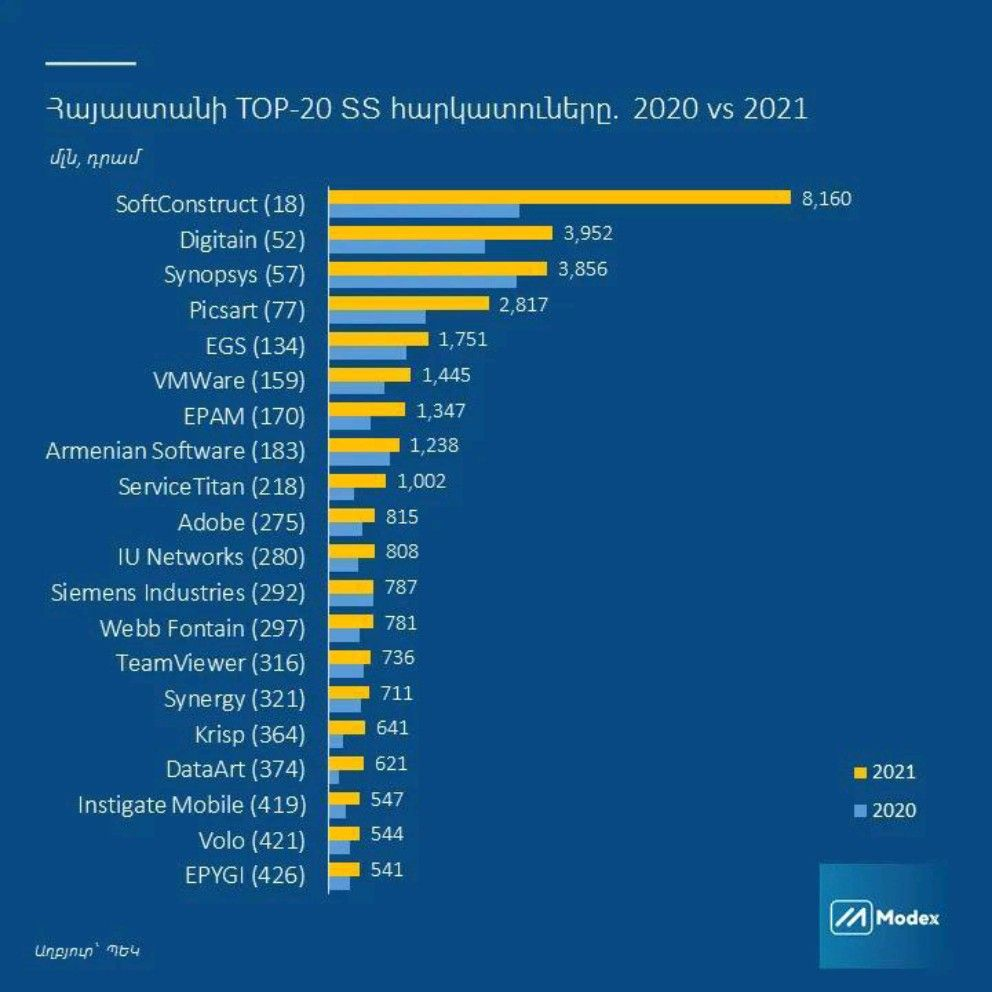 Հայաստանի TOP-20 ՏՏ հարկատուները. 2020 vs 2021
մլն, դրամ
SoftConstruct (18) 8,160
Digitain (52) 3,952
Synopsys (57) 3,856
Picsart (77) 2,817
EGS (134) 1,751
VMWare (159) 1,445
EPAM (170) 1,347
Armenian Software (183) 1,238
ServiceTitan (218) 1,002
Adobe (275) 815
IU Networks (280) 808
Siemens Industries (292) 787
Webb Fontain (297) 781
TeamViewer (316) 736
Synergy (321) 711
Krisp (364) 641
DataArt (374) 621
Instigate Mobile (419) 547
Volo (421) 544
EPYGI (426) 541
2021
2020
Modex
Աղբյուր՝ ՊԵԿ